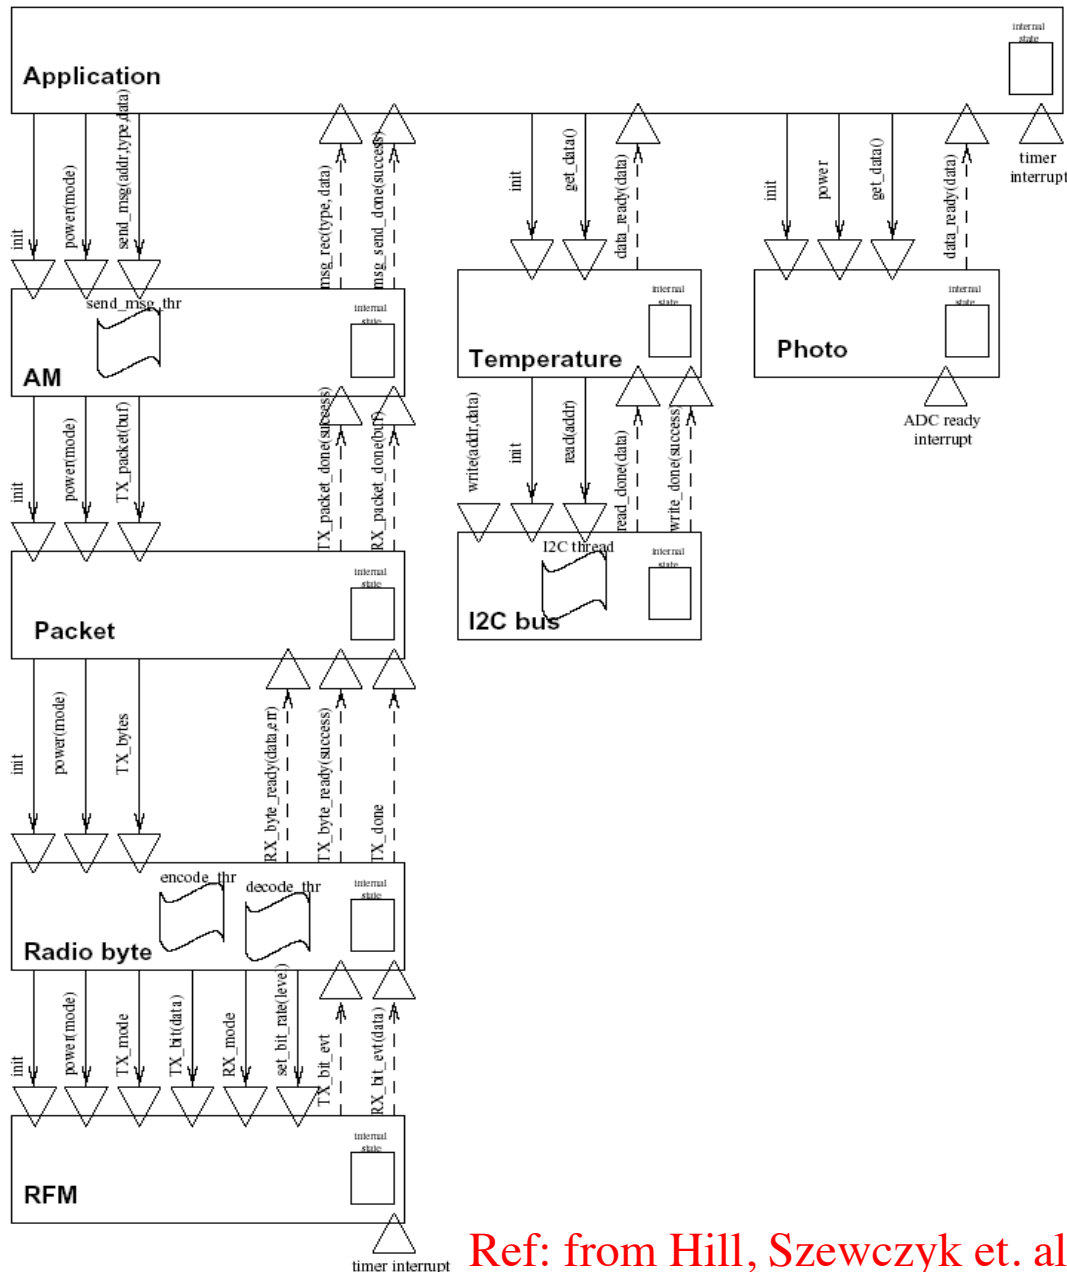 internal
state
Application
init
power(mode)
send_msg(addr,type,data)
msg_rec(type, data)
msg_send_done(success)
init
get_data()
data_ready(data)
init
power
get_data()
data_ready(data)
timer
interrupt
send_msg_thr
internal
state
AM
internal
state
Temperature
internal
state
Photo
ADC ready
interrupt
init
power(mode)
TX_packet(buf)
TX_packet_done(success)
RX_packet_done(buf)
write(addr,data)
init
read(addr)
read_done(data)
write_done(success)
internal
state
Packet
I2C thread
internal
state
I2C bus
init
power(mode)
TX_bytes
RX_byte_ready(data,err)
TX_byte_ready(success)
TX_done
encode_thr
decode_thr
internal
state
Radio byte
init
power(mode)
TX_mode
TX_bit(data)
RX_mode
set_bit_rate(level)
TX_bit_evt
RX_bit_evt(data)
internal
state
RFM
timer interrupt
Ref: from Hill, Szewczyk et. al